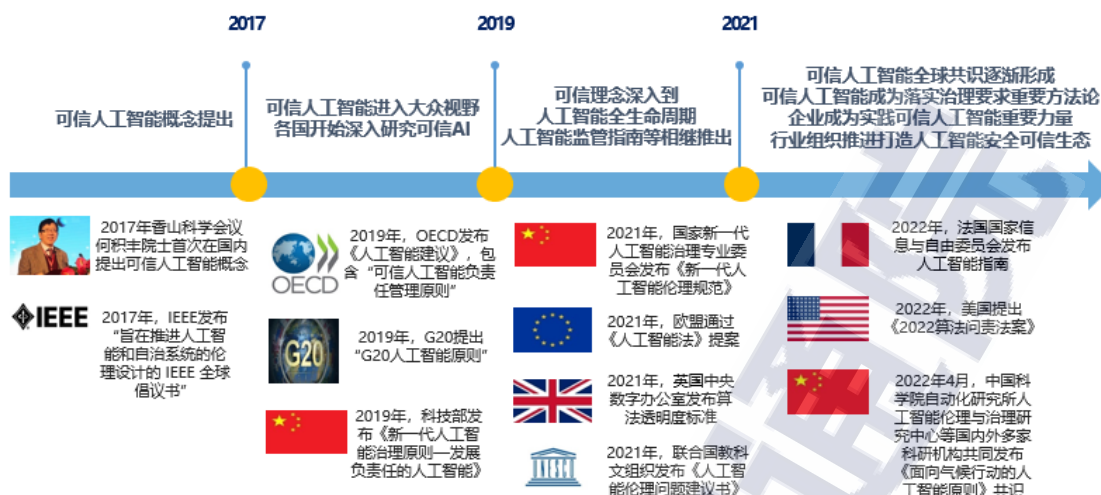 2017
2019
2021
可信人工智能概念提出
可信人工智能进入大众视野
各国开始深入研究可信AI
可信理念深入到
人工智能全生命周期
人工智能监管指南等相继推出
可信人工智能全球共识逐渐形成
可信人工智能成为落实治理要求重要方法论
企业成为实践可信人工智能重要力量
行业组织推进打造人工智能安全可信生态
2017年香山科学会议
何积丰院士首次在国内
提出可信人工智能概念
IEEE
2017年，IEEE发布
“旨在推进人工智
能和自治系统的伦
理设计的 IEEE 全球
倡议书”
OECD
2019年，OECD发布
《人工智能建议》，包
含“可信人工智能负责
任管理原则”
G20
2019年，G20提出
“G20人工智能原则”
2019年，科技部发
布《新一代人工智
能治理原则—发展
负责任的人工智能》
2021年，国家新一代
人工智能治理专业委
员会发布《新一代人
工智能伦理规范》
2021年，欧盟通过
《人工智能法》提案
2021年，英国中央
数字办公室发布算
法透明度标准
2021年，联合国教科
文组织发布《人工智
能伦理问题建议书》
2022年，法国国家信
息与自由委员会发布
人工智能指南
2022年，美国提出
《2022算法问责法案》
2022年4月，中国科
学院自动化研究所人
工智能伦理与治理研
究中心等国内外多家
科研机构共同发布
《面向气候行动的人
工智能原则》共识